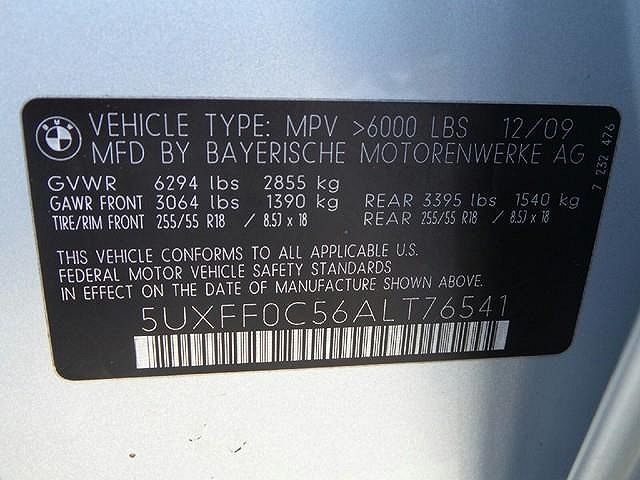 BMW VEHICLE TYPE: MPV >6000 LBS 12/09
MFD BY BAYERISCHE MOTORENWERKE AG
GVWR 6294 lbs 2855 kg
GAWR FRONT 3064 lbs 1390 kg REAR 3395 lbs 1540 kg
TIRE/RIM FRONT 255/55 R18 / 8.5J x 18 REAR 255/55 R18 / 8.5J x 18
THIS VEHICLE CONFORMS TO ALL APPLICABLE U.S.
FEDERAL MOTOR VEHICLE SAFETY STANDARDS
IN EFFECT ON THE DATE OF MANUFACTURE SHOWN ABOVE.
5UXFF0C56ALT76541
7 232 476